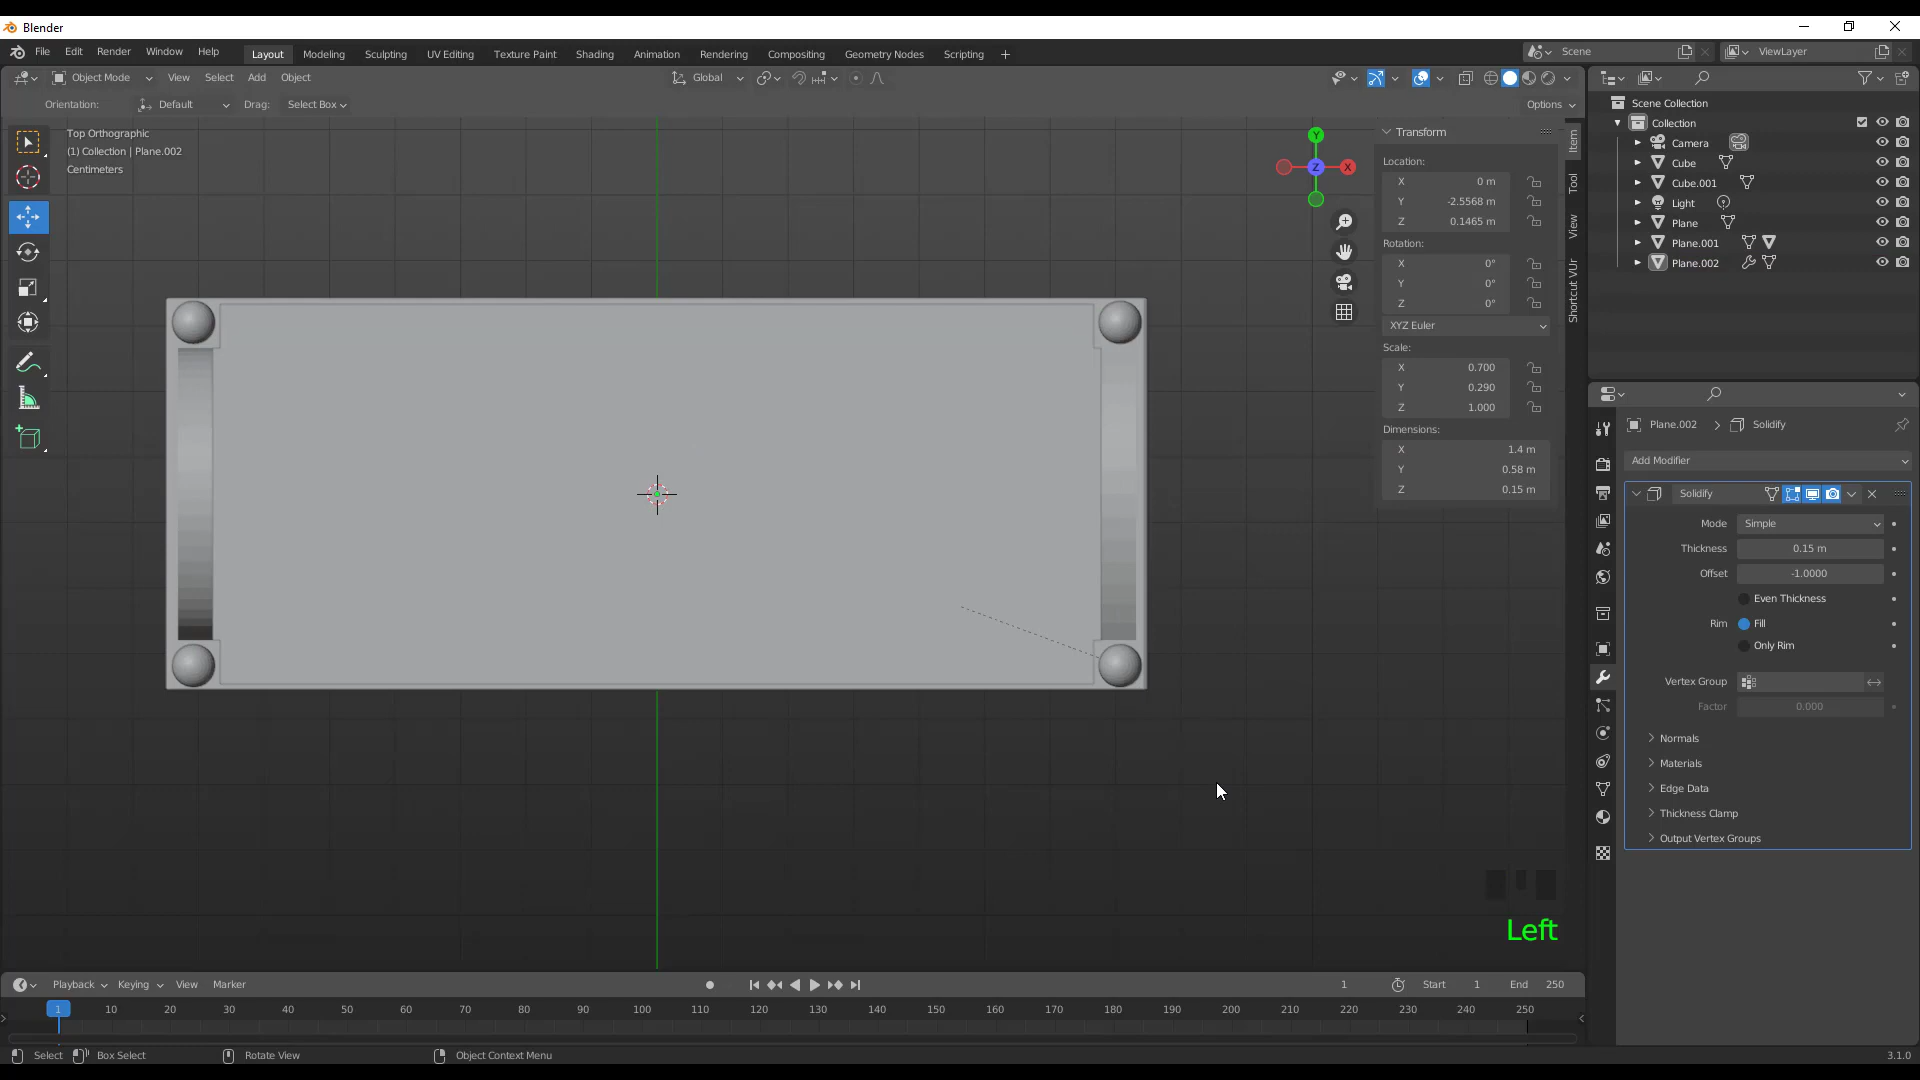 Blender
File Edit Render Window Help
Layout Modeling Sculpting UV Editing Texture Paint Shading Animation Rendering Compositing Geometry Nodes Scripting +
Scene
ViewLayer
Object Mode View Select Add Object
Global
Orientation: Default Drag: Select Box
Options
Top Orthographic
(1) Collection | Plane.002
Centimeters
Y
X
Z
Transform
Location:
X 0 m
Y -2.5568 m
Z 0.1465 m
Rotation:
X 0°
Y 0°
Z 0°
XYZ Euler
Scale:
X 0.700
Y 0.290
Z 1.000
Dimensions:
X 1.4 m
Y 0.58 m
Z 0.15 m
Item
Tool
View
Shortcut VUr
Scene Collection
Collection
Camera
Cube
Cube.001
Light
Plane
Plane.001
Plane.002
Plane.002 > Solidify
Add Modifier
Solidify
Mode Simple
Thickness 0.15 m
Offset -1.0000
Even Thickness
Rim Fill
Only Rim
Vertex Group
Factor 0.000
Normals
Materials
Edge Data
Thickness Clamp
Output Vertex Groups
Left
Playback Keying View Marker
1 Start 1 End 250
1 10 20 30 40 50 60 70 80 90 100 110 120 130 140 150 160 170 180 190 200 210 220 230 240 250
Select Box Select Rotate View Object Context Menu
3.1.0